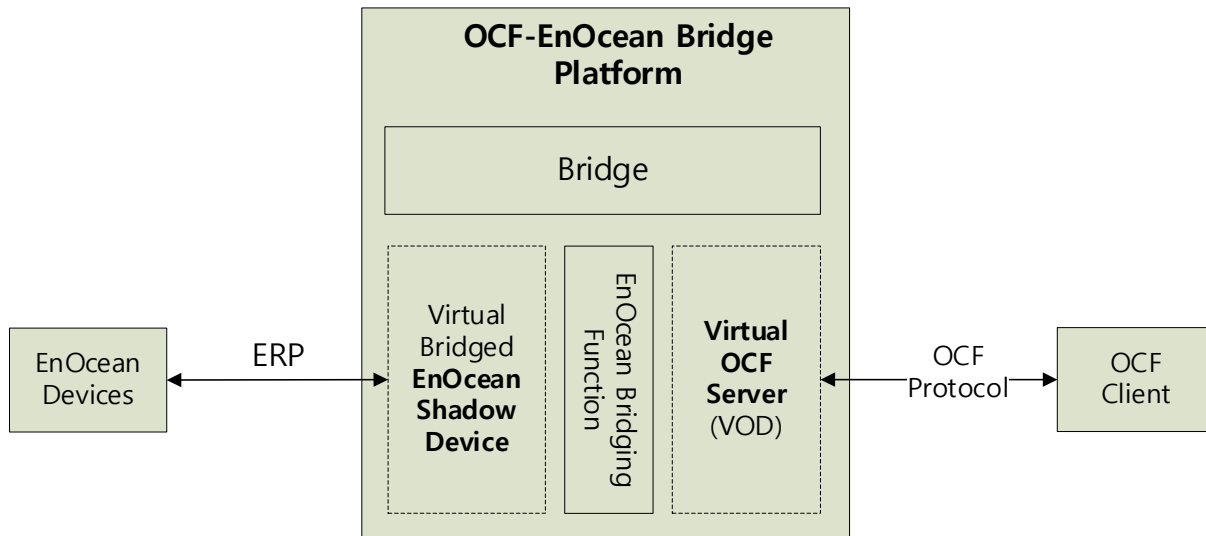 OCF-EnOcean Bridge
Platform
Bridge
EnOcean
Devices
ERP
Virtual
Bridged
EnOcean
Shadow
Device
EnOcean Bridging
Function
Virtual
OCF
Server
(VOD)
OCF
Protocol
OCF
Client